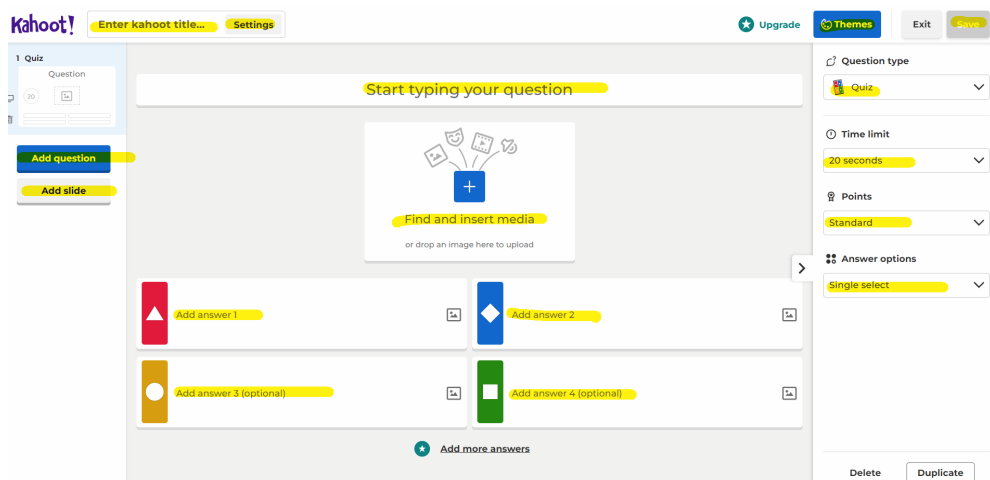 Kahoot!
Enter kahoot title...
Settings
Upgrade
Themes
Exit
Save
1 Quiz
Question
20
Add question
Add slide
Start typing your question
Find and insert media
or drop an image here to upload
Add answer 1
Add answer 2
Add answer 3 (optional)
Add answer 4 (optional)
Add more answers
Question type
Quiz
Time limit
20 seconds
Points
Standard
Answer options
Single select
Delete
Duplicate